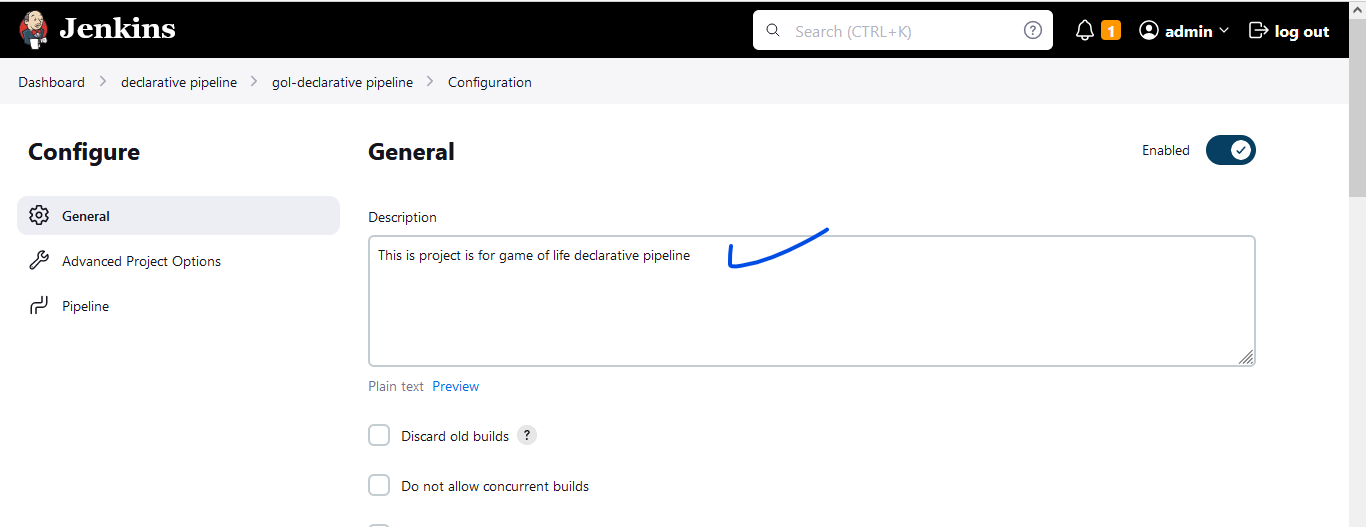 Jenkins
Search (CTRL+K)
?
1
admin
log out
Dashboard > declarative pipeline > gol-declarative pipeline > Configuration
Configure
General
Advanced Project Options
Pipeline
General
Enabled
Description
This is project is for game of life declarative pipeline
Plain text Preview
Discard old builds ?
Do not allow concurrent builds